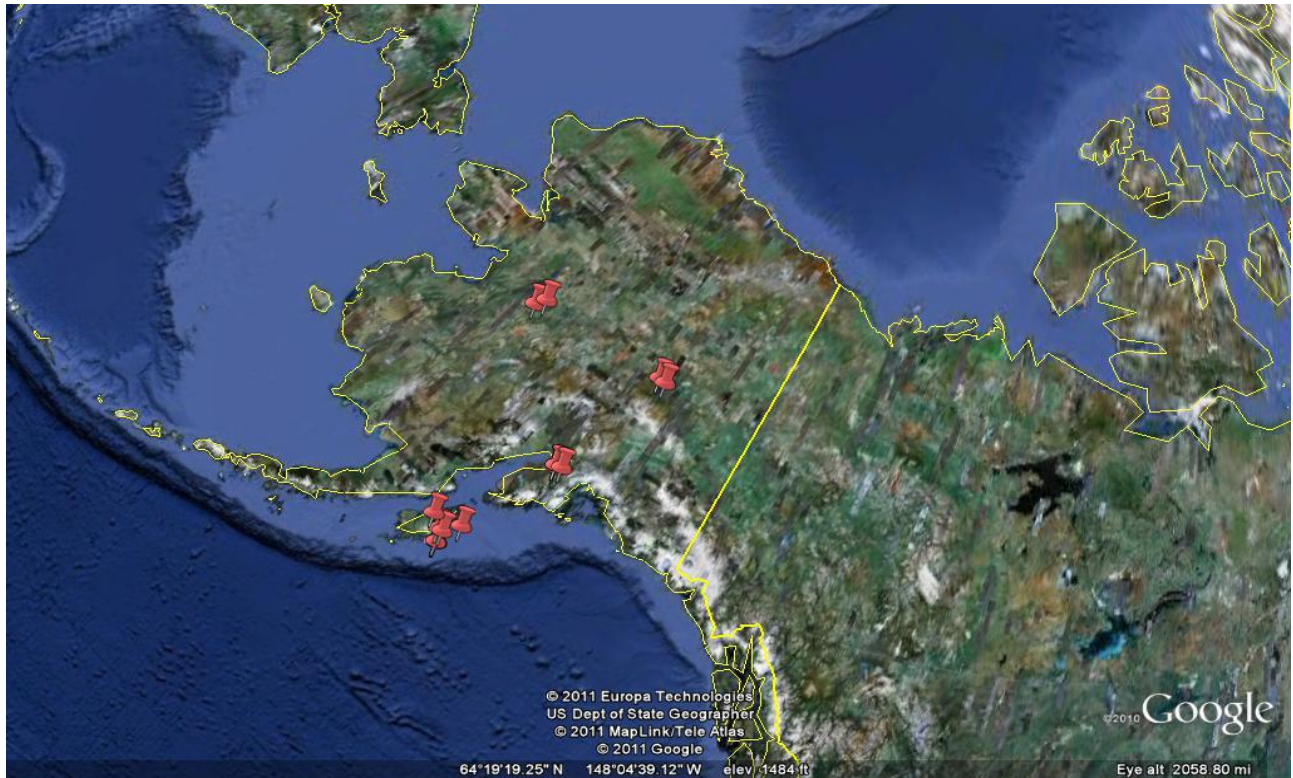 © 2011 Europa Technologies
US Dept of State Geographer
© 2011 MapLink/Tele Atlas
© 2011 Google
©2010 Google
64°19'19.25" N 148°04'39.12" W elev 1484 ft Eye alt 2058.80 mi